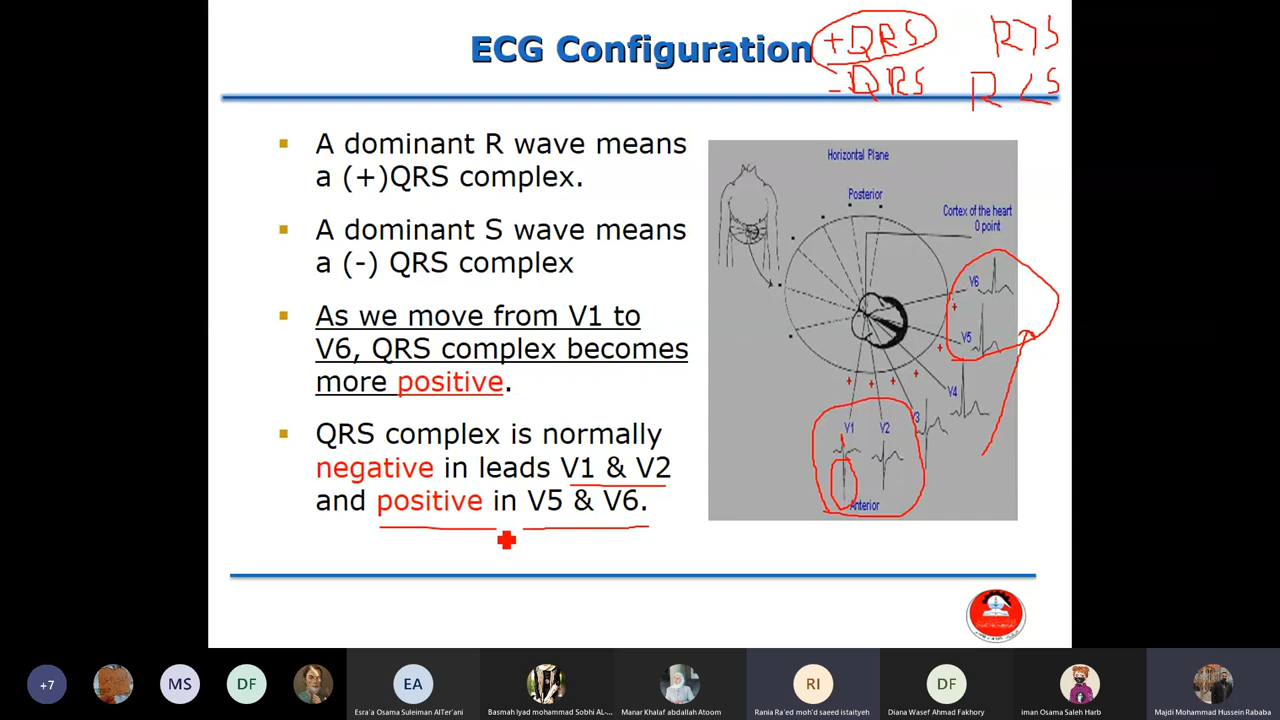 ECG Configuration
+QRS
R>S
-QRS
R<S
▪ A dominant R wave means
a (+)QRS complex.
▪ A dominant S wave means
a (-) QRS complex
▪ As we move from V1 to
V6, QRS complex becomes
more positive.
▪ QRS complex is normally
negative in leads V1 & V2
and positive in V5 & V6.
Horizontal Plane
Posterior
Cortex of the heart
0 point
V6
V5
V4
V3
V1
V2
Anterior
+7
MS
DF
EA
RI
DF
Esra'a Osama Suleiman AlTer'ani
Basmah Iyad mohammad Sobhi AL-...
Manar Khalaf abdallah Atoom
Rania Ra'ed moh'd saeed istaityeh
Diana Wasef Ahmad Fakhory
iman Osama Saleh Harb
Majdi Mohammad Hussein Rababa